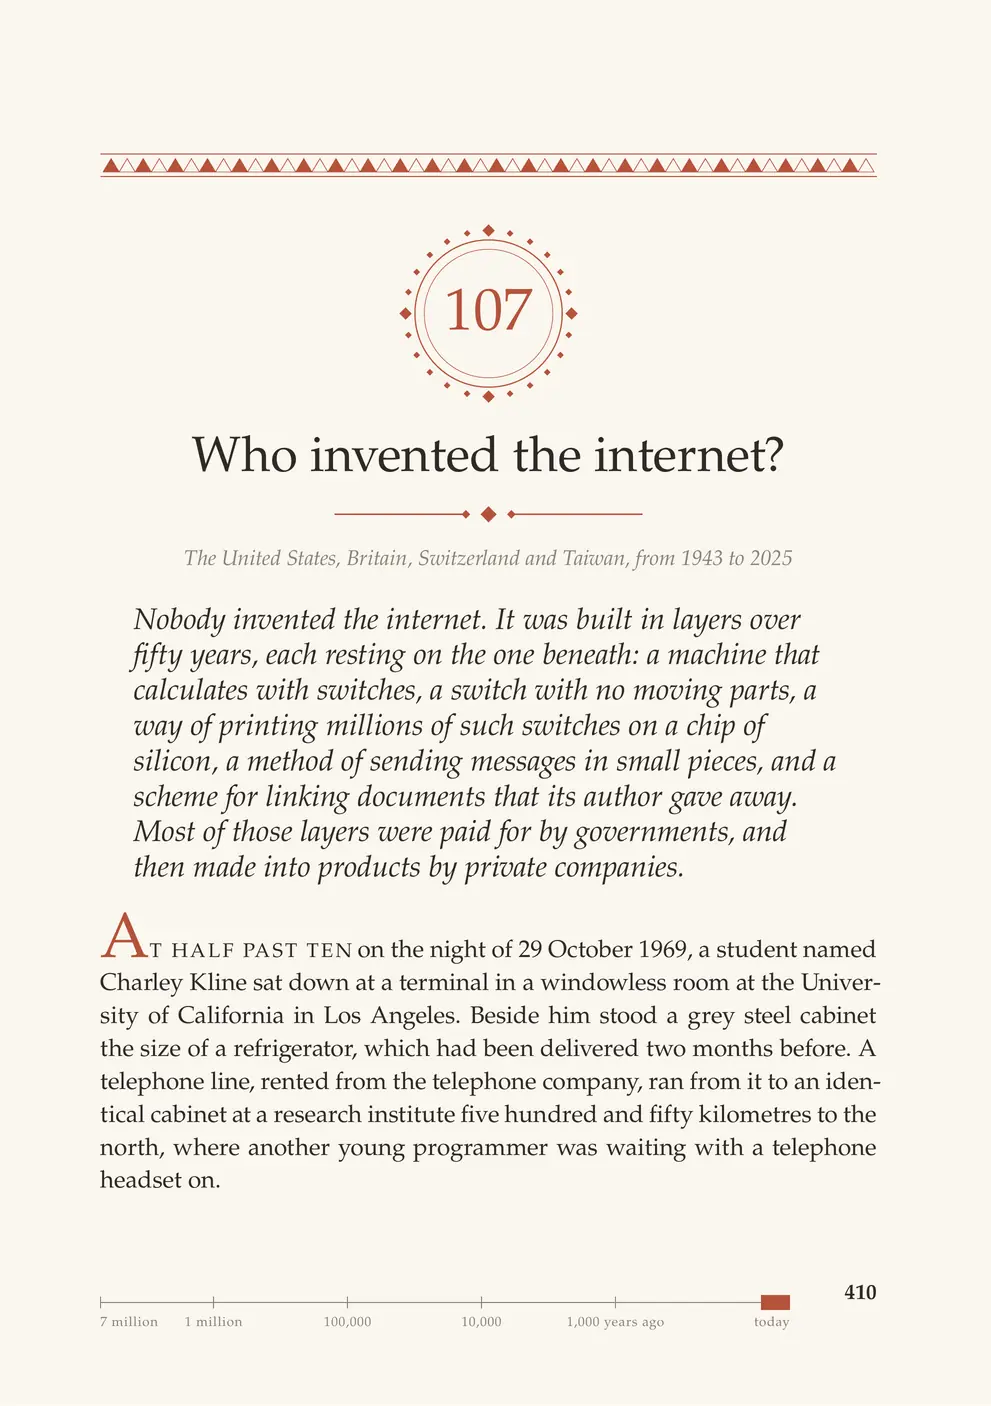 107
Who invented the internet?
The United States, Britain, Switzerland and Taiwan, from 1943 to 2025
Nobody invented the internet. It was built in layers over
fifty years, each resting on the one beneath: a machine that
calculates with switches, a switch with no moving parts, a
way of printing millions of such switches on a chip of
silicon, a method of sending messages in small pieces, and a
scheme for linking documents that its author gave away.
Most of those layers were paid for by governments, and
then made into products by private companies.
AT HALF PAST TEN on the night of 29 October 1969, a student named
Charley Kline sat down at a terminal in a windowless room at the Univer-
sity of California in Los Angeles. Beside him stood a grey steel cabinet
the size of a refrigerator, which had been delivered two months before. A
telephone line, rented from the telephone company, ran from it to an iden-
tical cabinet at a research institute five hundred and fifty kilometres to the
north, where another young programmer was waiting with a telephone
headset on.
410
7 million 1 million 100,000 10,000 1,000 years ago today